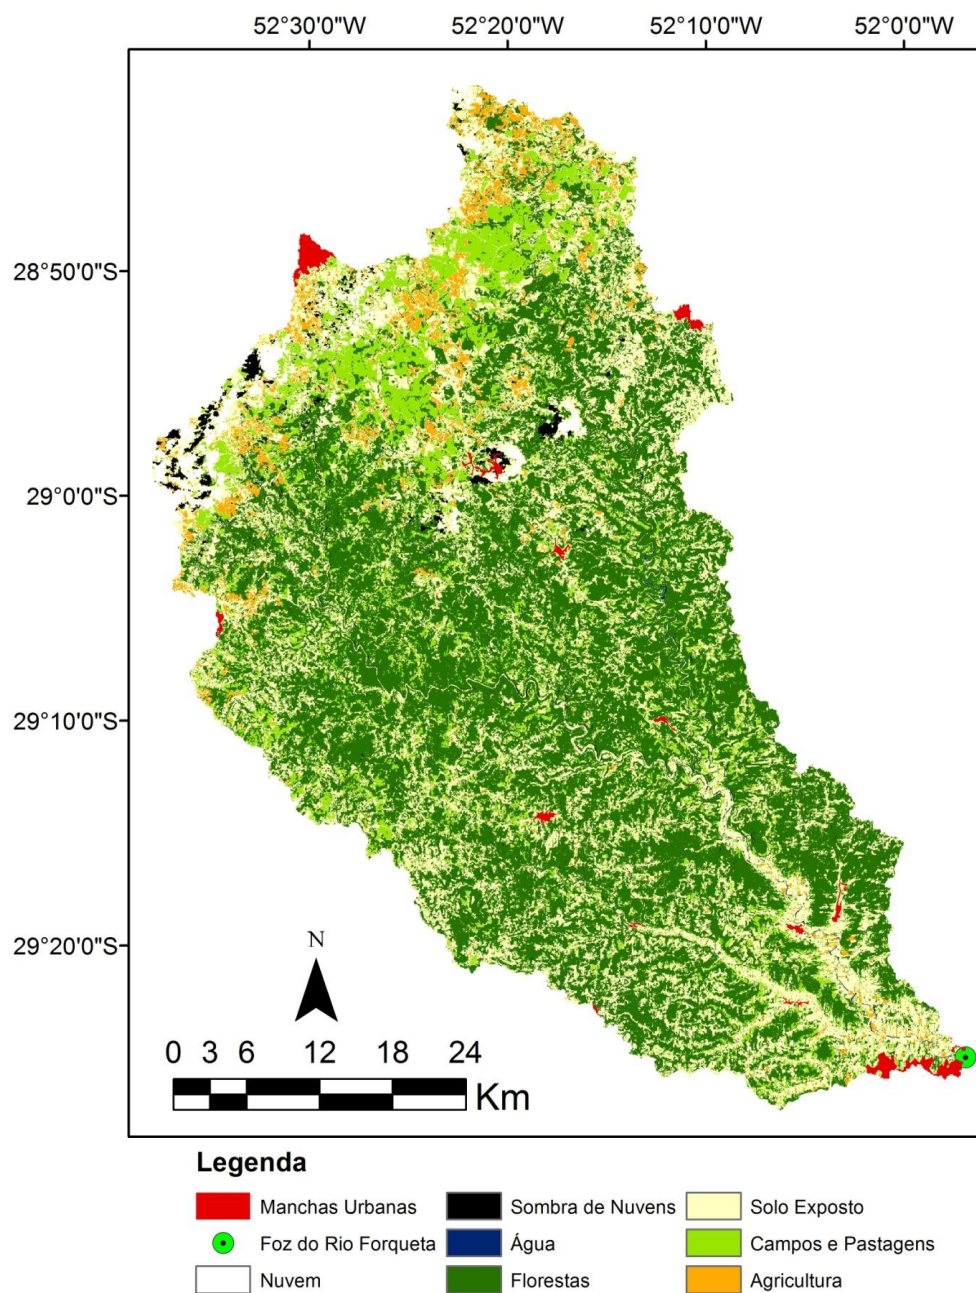 52°30'0"W 52°20'0"W 52°10'0"W 52°0'0"W
28°50'0"S
29°0'0"S
29°10'0"S
29°20'0"S
N
0 3 6 12 18 24
Km
Legenda
Manchas Urbanas Sombra de Nuvens Solo Exposto
Foz do Rio Forqueta Água Campos e Pastagens
Nuvem Florestas Agricultura